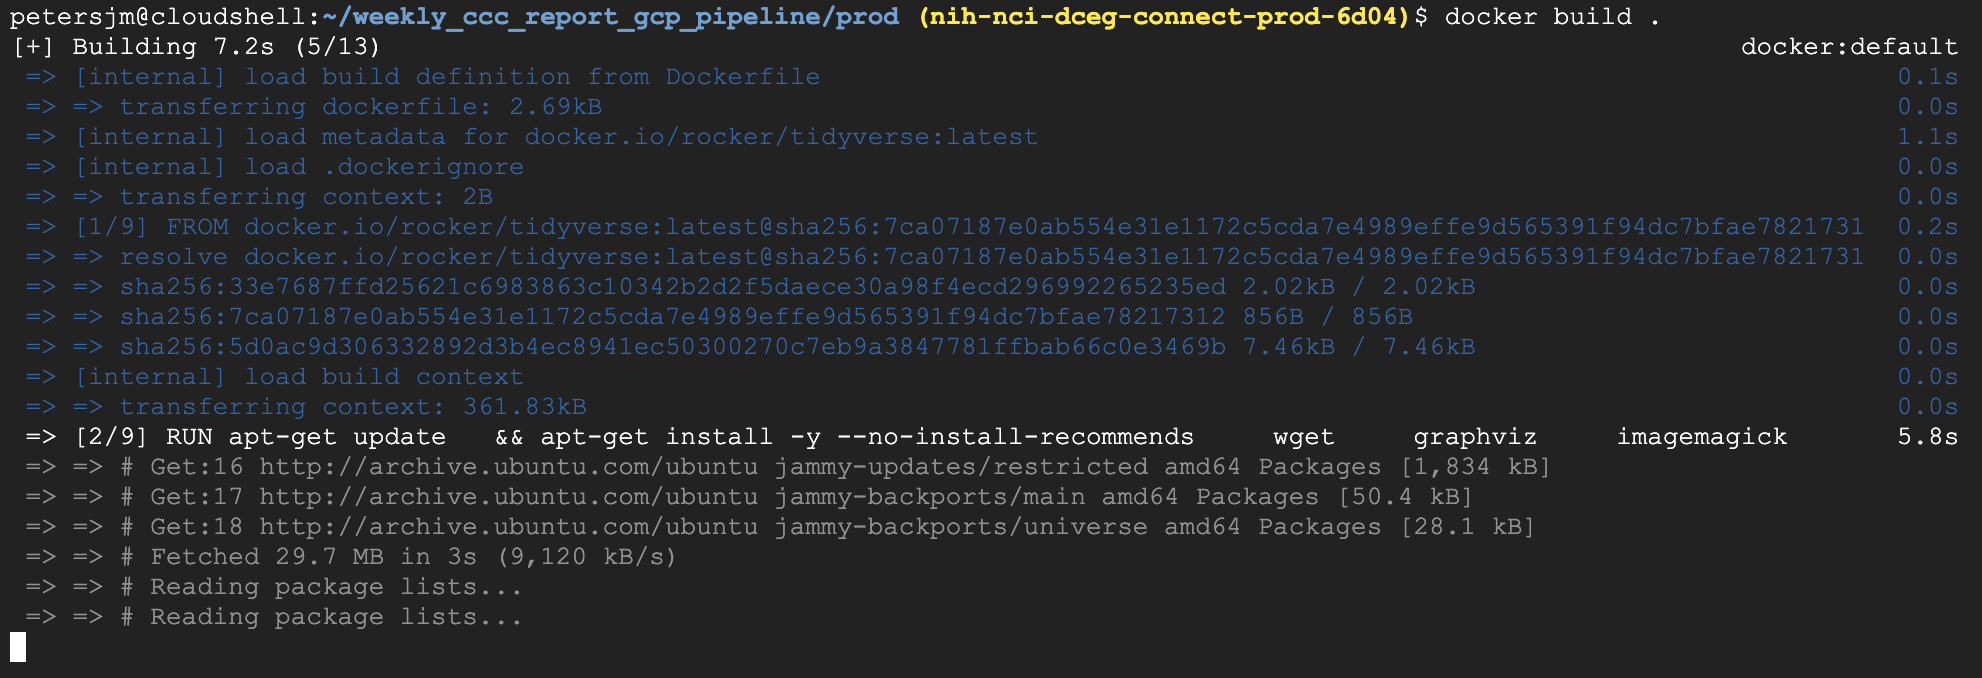 petersjm@cloudshell:~/weekly_ccc_report_gcp_pipeline/prod (nih-nci-dceg-connect-prod-6d04)$ docker build .
[+] Building 7.2s (5/13) docker:default
=> [internal] load build definition from Dockerfile 0.1s
=> => transferring dockerfile: 2.69kB 0.0s
=> [internal] load metadata for docker.io/rocker/tidyverse:latest 1.1s
=> [internal] load .dockerignore 0.0s
=> => transferring context: 2B 0.0s
=> [1/9] FROM docker.io/rocker/tidyverse:latest@sha256:7ca07187e0ab554e31e1172c5cda7e4989effe9d565391f94dc7bfae7821731 0.2s
=> => resolve docker.io/rocker/tidyverse:latest@sha256:7ca07187e0ab554e31e1172c5cda7e4989effe9d565391f94dc7bfae7821731 0.0s
=> => sha256:33e7687ffd25621c6983863c10342b2d2f5daece30a98f4ecd296992265235ed 2.02kB / 2.02kB 0.0s
=> => sha256:7ca07187e0ab554e31e1172c5cda7e4989effe9d565391f94dc7bfae78217312 856B / 856B 0.0s
=> => sha256:5d0ac9d306332892d3b4ec8941ec50300270c7eb9a3847781ffbab66c0e3469b 7.46kB / 7.46kB 0.0s
=> [internal] load build context 0.0s
=> => transferring context: 361.83kB 0.0s
=> [2/9] RUN apt-get update && apt-get install -y --no-install-recommends wget graphviz imagemagick 5.8s
=> => # Get:16 http://archive.ubuntu.com/ubuntu jammy-updates/restricted amd64 Packages [1,834 kB]
=> => # Get:17 http://archive.ubuntu.com/ubuntu jammy-backports/main amd64 Packages [50.4 kB]
=> => # Get:18 http://archive.ubuntu.com/ubuntu jammy-backports/universe amd64 Packages [28.1 kB]
=> => # Fetched 29.7 MB in 3s (9,120 kB/s)
=> => # Reading package lists...
=> => # Reading package lists...